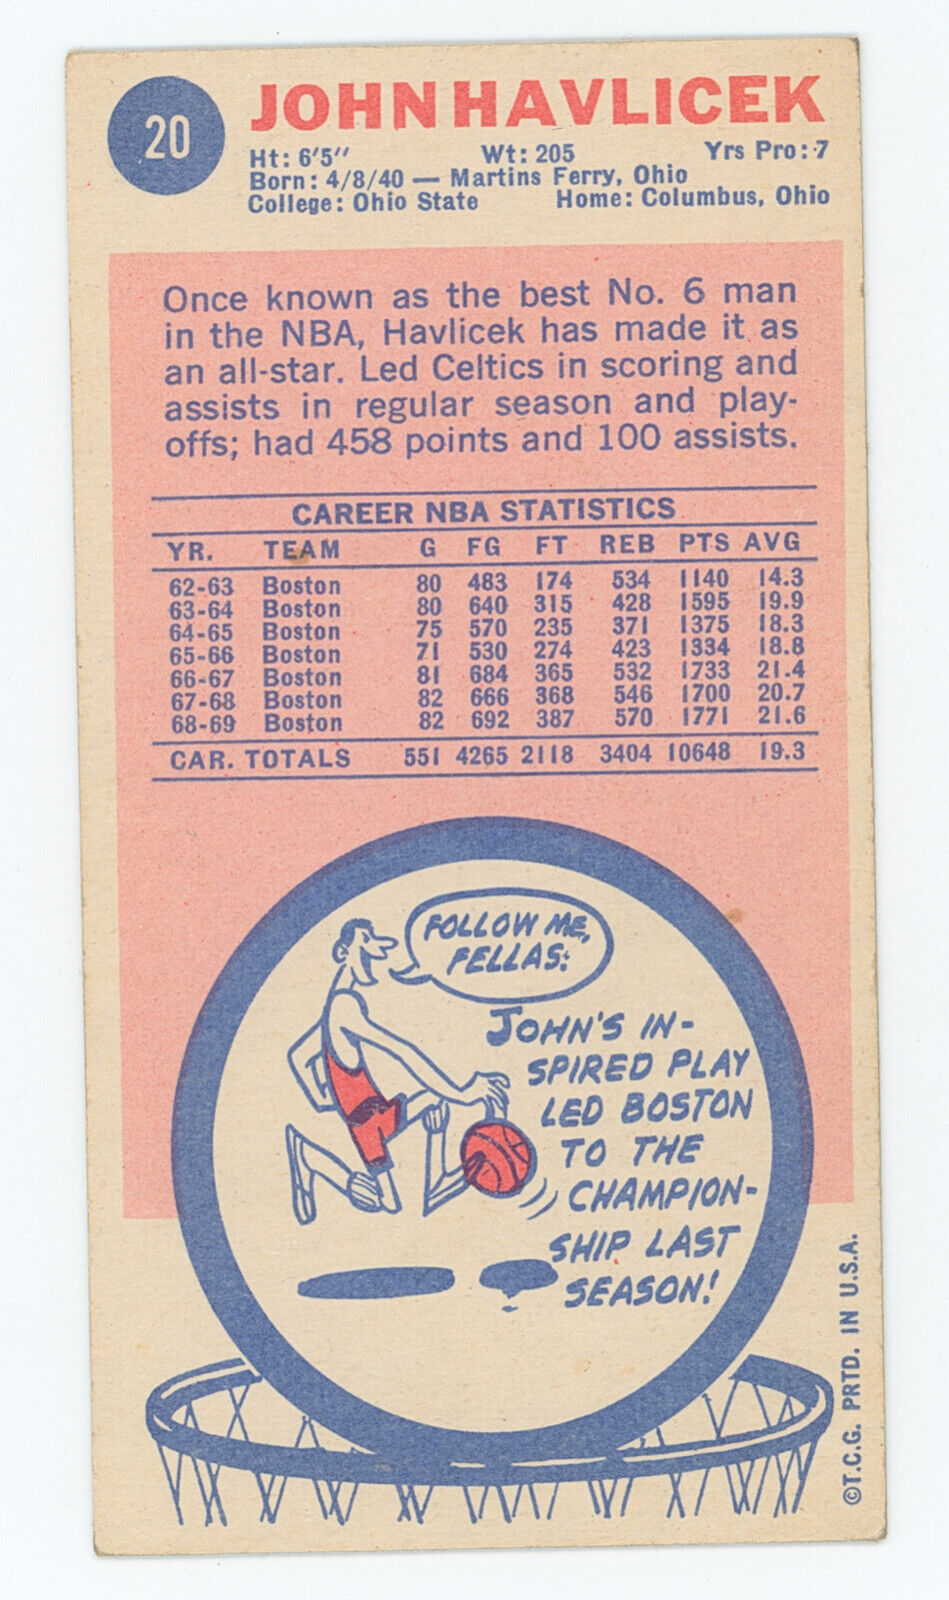 20
JOHN HAVLICEK
Ht: 6'5" Wt: 205 Yrs Pro: 7
Born: 4/8/40 — Martins Ferry, Ohio
College: Ohio State Home: Columbus, Ohio
Once known as the best No. 6 man
in the NBA, Havlicek has made it as
an all-star. Led Celtics in scoring and
assists in regular season and play-
offs; had 458 points and 100 assists.
CAREER NBA STATISTICS
YR. TEAM G FG FT REB PTS AVG
62-63 Boston 80 483 174 534 1140 14.3
63-64 Boston 80 640 315 428 1595 19.9
64-65 Boston 75 570 235 371 1375 18.3
65-66 Boston 71 530 274 423 1334 18.8
66-67 Boston 81 684 365 532 1733 21.4
67-68 Boston 82 666 368 546 1700 20.7
68-69 Boston 82 692 387 570 1771 21.6
CAR. TOTALS 551 4265 2118 3404 10648 19.3
FOLLOW ME,
FELLAS!
JOHN'S IN-
SPIRED PLAY
LED BOSTON
TO THE
CHAMPION-
SHIP LAST
SEASON!
©T.C.G. PRTD. IN U.S.A.